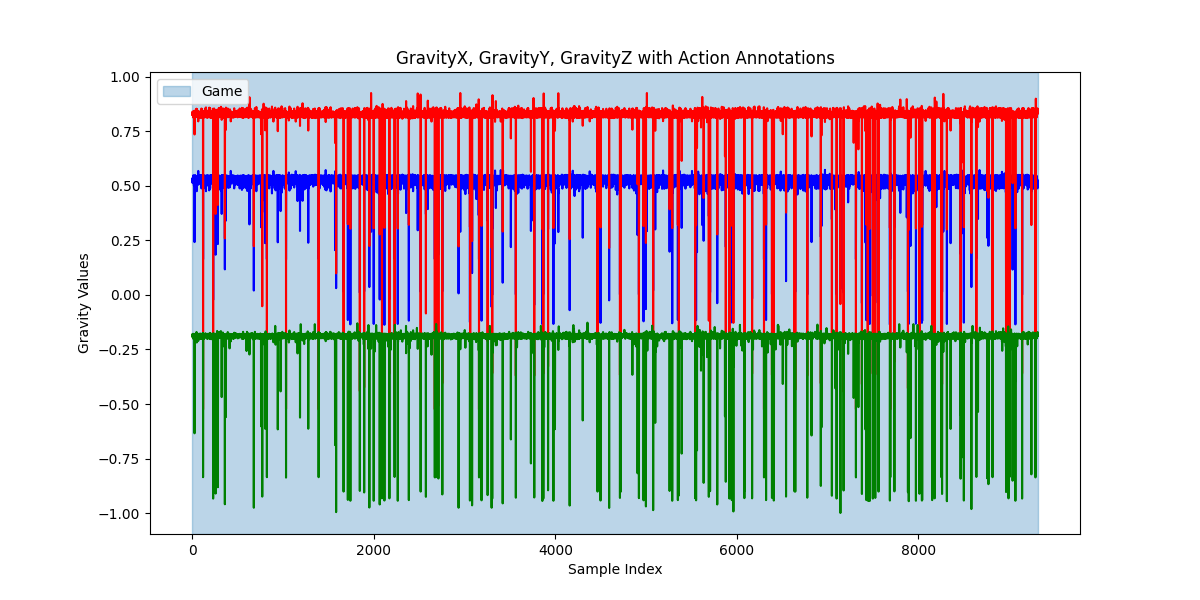 GravityX, GravityY, GravityZ with Action Annotations
Game
1.00
0.75
0.50
0.25
0.00
−0.25
−0.50
−0.75
−1.00
Gravity Values
0 2000 4000 6000 8000
Sample Index